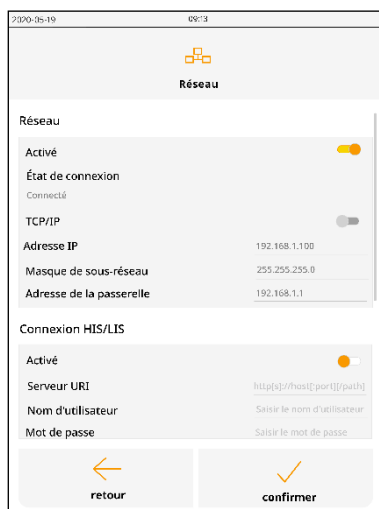 2020-05-19 09:13
Réseau
Réseau
Activé
État de connexion
Connecté
TCP/IP
Adresse IP 192.168.1.100
Masque de sous-réseau 255.255.255.0
Adresse de la passerelle 192.168.1.1
Connexion HIS/LIS
Activé
Serveur URI http[s]://host[:port][/path]
Nom d'utilisateur Saisir le nom d'utilisateur
Mot de passe Saisir le mot de passe
retour confirmer